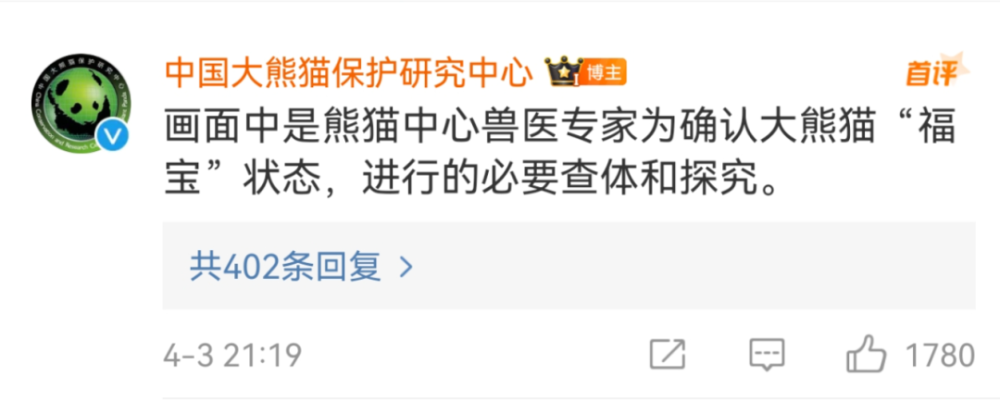 中国大熊猫保护研究中心 博主 首评
画面中是熊猫中心兽医专家为确认大熊猫“福
宝”状态，进行的必要查体和探究。
共402条回复 >
4-3 21:19 1780